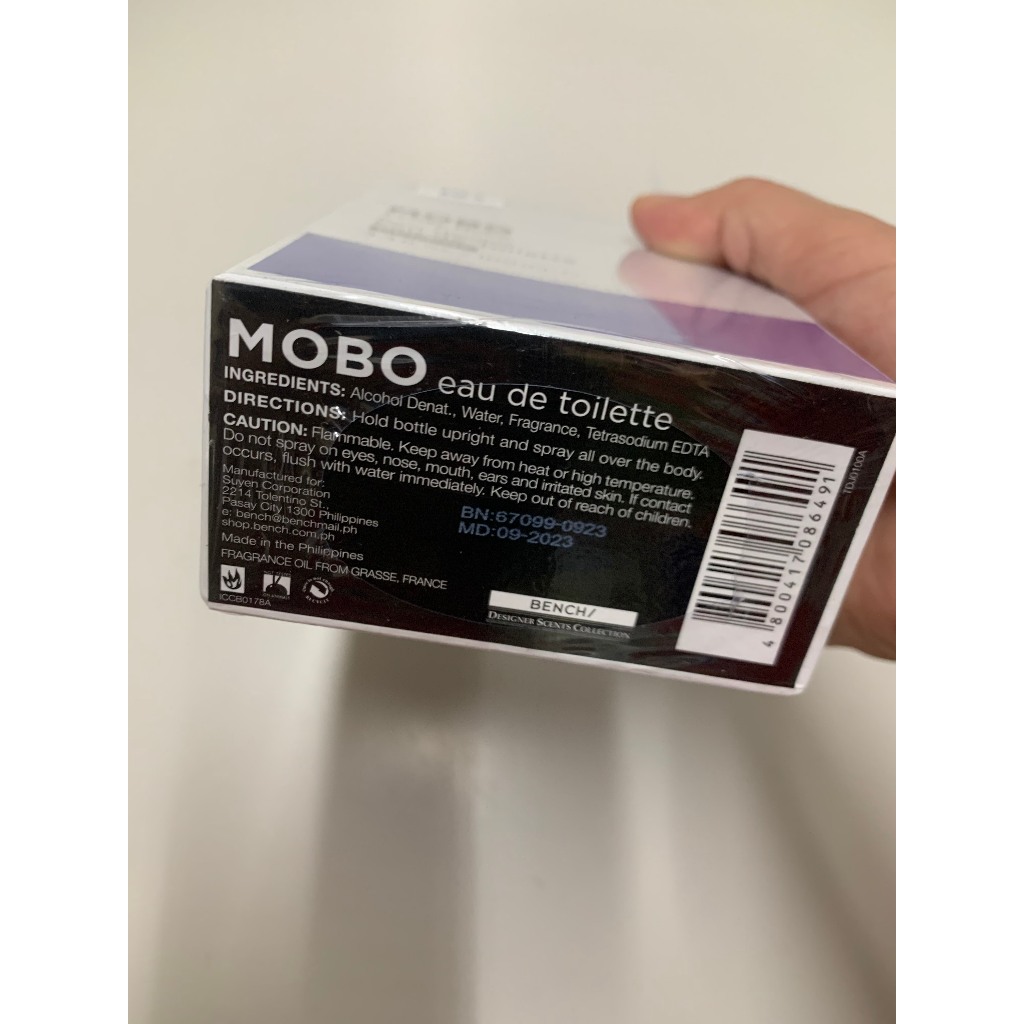 MOBO eau de toilette
INGREDIENTS: Alcohol Denat., Water, Fragrance, Tetrasodium EDTA
DIRECTIONS: Hold bottle upright and spray all over the body.
CAUTION: Flammable. Keep away from heat or high temperature.
Do not spray on eyes, nose, mouth, ears and irritated skin. If contact
occurs, flush with water immediately. Keep out of reach of children.
Manufactured for:
Suyen Corporation
2214 Tolentino St.,
Pasay City 1300 Philippines
e: bench@benchmail.ph
shop.bench.com.ph
Made in the Philippines
FRAGRANCE OIL FROM GRASSE, FRANCE
ICCB0178A
BN:67099-0923
MD:09-2023
BENCH/
DESIGNER SCENTS COLLECTION
4 800417 086491
TDJ0100A